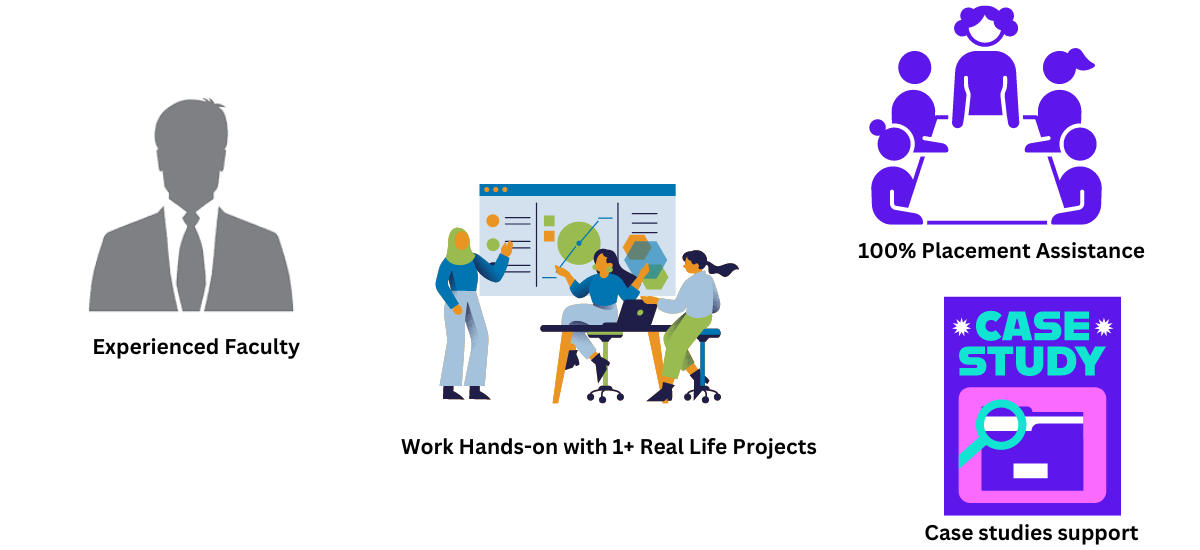 Experienced Faculty
Work Hands-on with 1+ Real Life Projects
100% Placement Assistance
CASE
STUDY
Case studies support